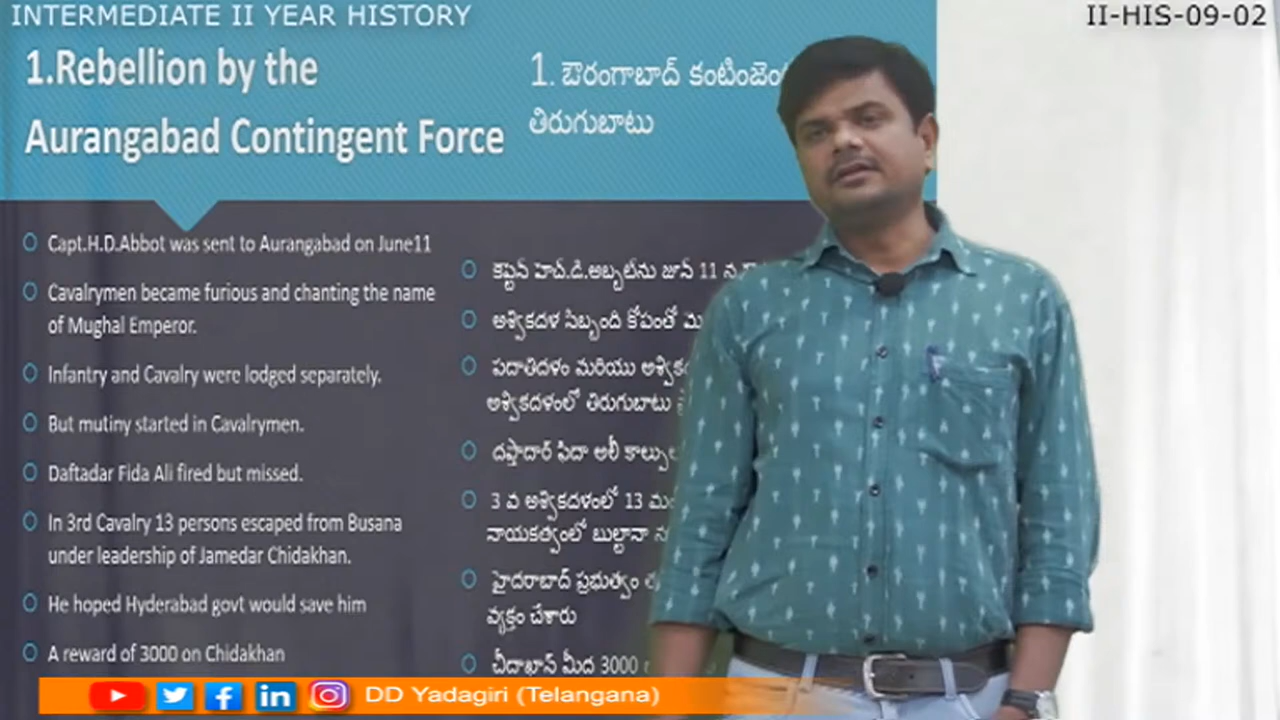 INTERMEDIATE II YEAR HISTORY
II-HIS-09-02
1.Rebellion by the
Aurangabad Contingent Force
1. ఔరంగాబాద్
తిరుగుబాటు
Capt.H.D.Abbot was sent to Aurangabad on June11
Cavalrymen became furious and chanting the name
of Mughal Emperor.
Infantry and Cavalry were lodged separately.
But mutiny started in Cavalrymen.
Daftadar Fida Ali fired but missed.
In 3rd Cavalry 13 persons escaped from Busana
under leadership of Jamedar Chidakhan.
He hoped Hyderabad govt would save him
A reward of 3000 on Chidakhan
కెప్టెన్ హెచ్.డి.అబ్బట్‌ను జూన్ 11 న
అశ్వికదళ సిబ్బంది కోపంతో
పదాతిదళం మరియు
అశ్వికదళంలో తిరుగుబాటు
దఫ్తాదార్ ఫిదా అలీ
3 వ అశ్వికదళంలో 13
నాయకత్వంలో బుల్టానా
హైదరాబాద్ ప్రభుత్వం
వ్యక్తం చేశారు
చీదాఖాన్ మీద 3000
DD Yadagiri (Telangana)